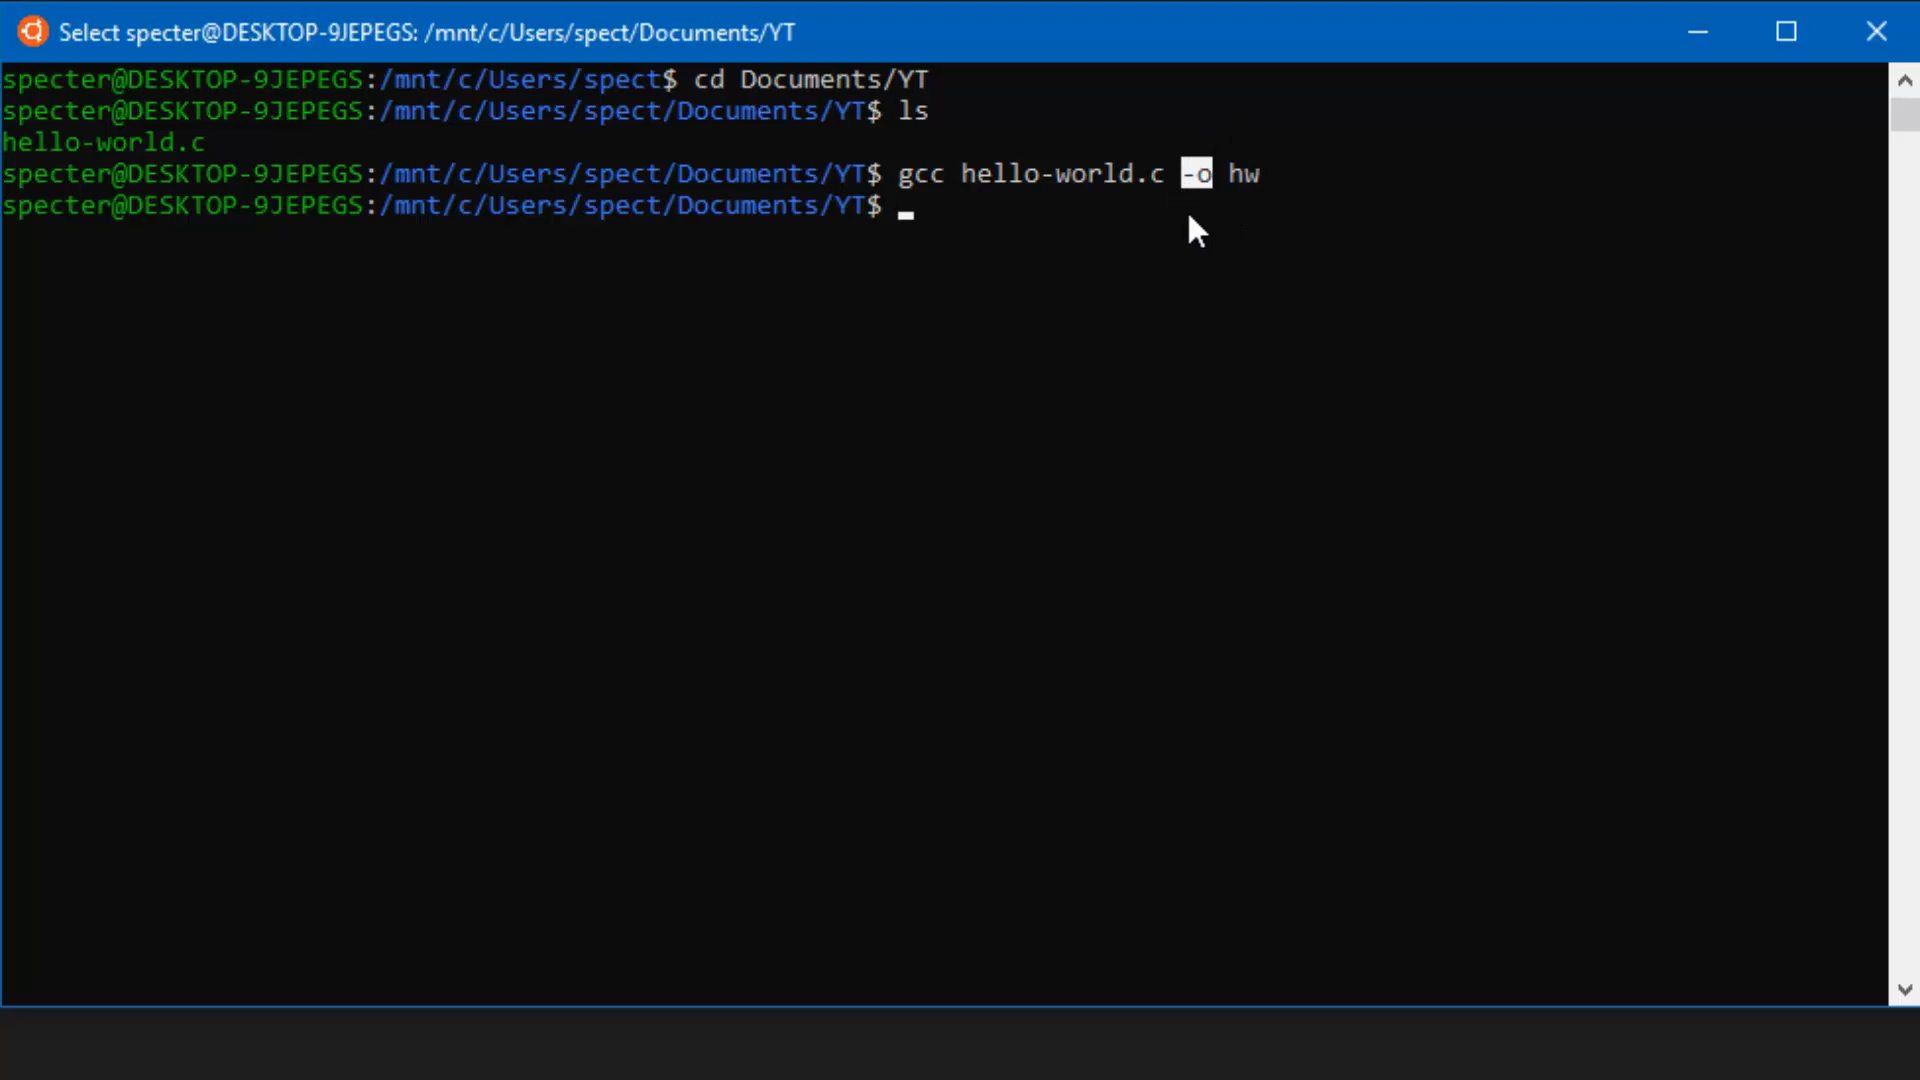 Select specter@DESKTOP-9JEPEGS: /mnt/c/Users/spect/Documents/YT
specter@DESKTOP-9JEPEGS:/mnt/c/Users/spect$ cd Documents/YT
specter@DESKTOP-9JEPEGS:/mnt/c/Users/spect/Documents/YT$ ls
hello-world.c
specter@DESKTOP-9JEPEGS:/mnt/c/Users/spect/Documents/YT$ gcc hello-world.c -o hw
specter@DESKTOP-9JEPEGS:/mnt/c/Users/spect/Documents/YT$